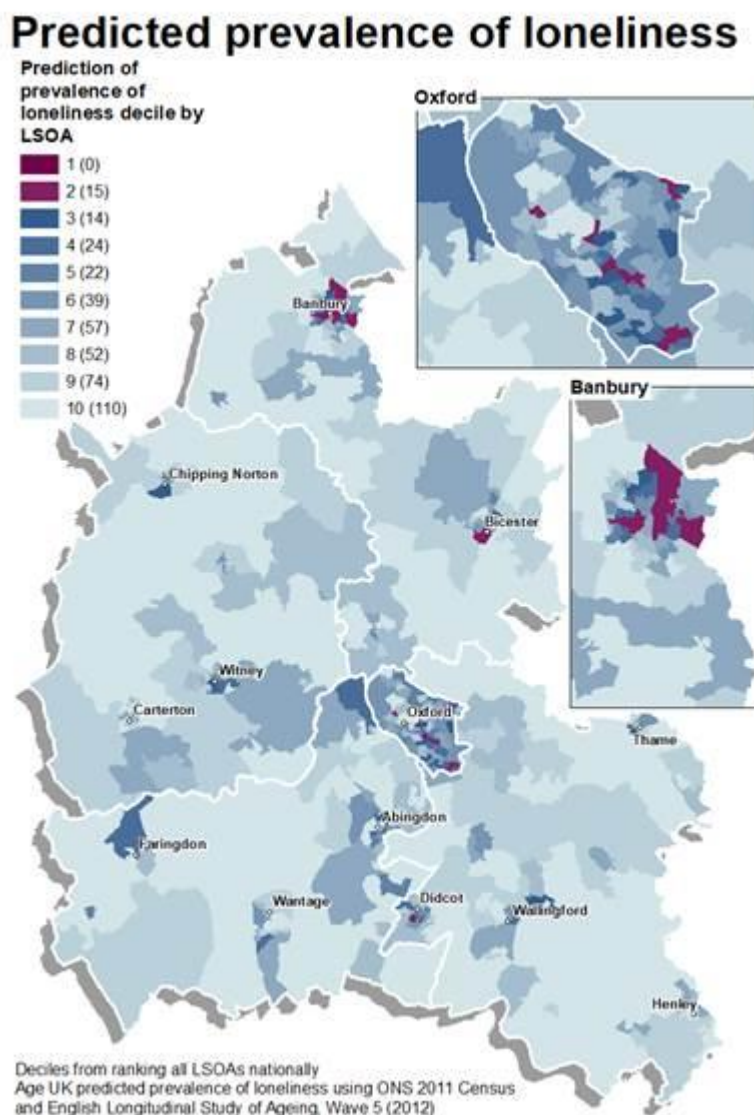 Predicted prevalence of loneliness
Prediction of
prevalence of
loneliness decile by
LSOA
1 (0)
2 (15)
3 (14)
4 (24)
5 (22)
6 (39)
7 (57)
8 (52)
9 (74)
10 (110)
Oxford
Banbury
Banbury
Chipping Norton
Bicester
Witney
Carterton
Oxford
Thame
Abingdon
Faringdon
Wantage
Didcot
Wallingford
Henley
Deciles from ranking all LSOAs nationally
Age UK predicted prevalence of loneliness using ONS 2011 Census
and English Longitudinal Study of Ageing, Wave 5 (2012)